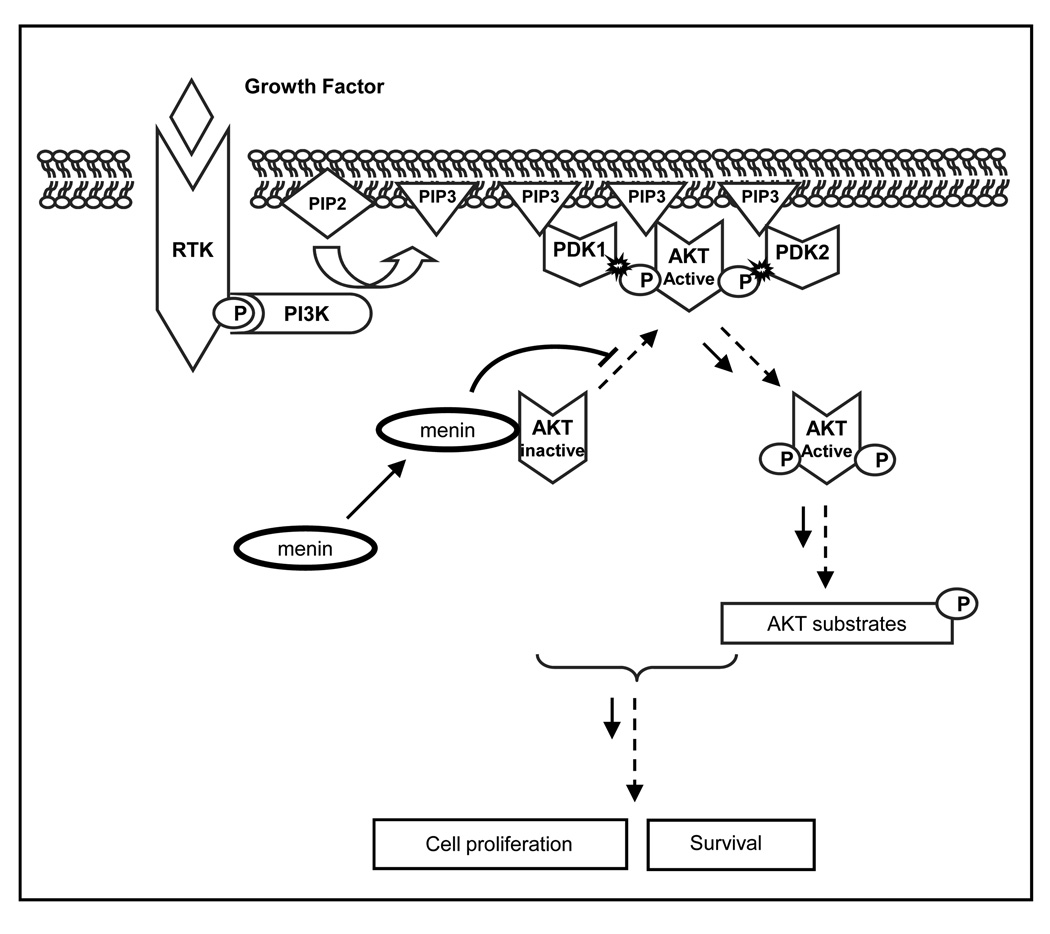 Growth Factor
PIP2
PIP3
PIP3
PIP3
PIP3
RTK
PDK1
AKT
Active
PDK2
P
P
P
PI3K
menin
AKT
inactive
AKT
Active
P
P
menin
P
AKT substrates
Cell proliferation
Survival